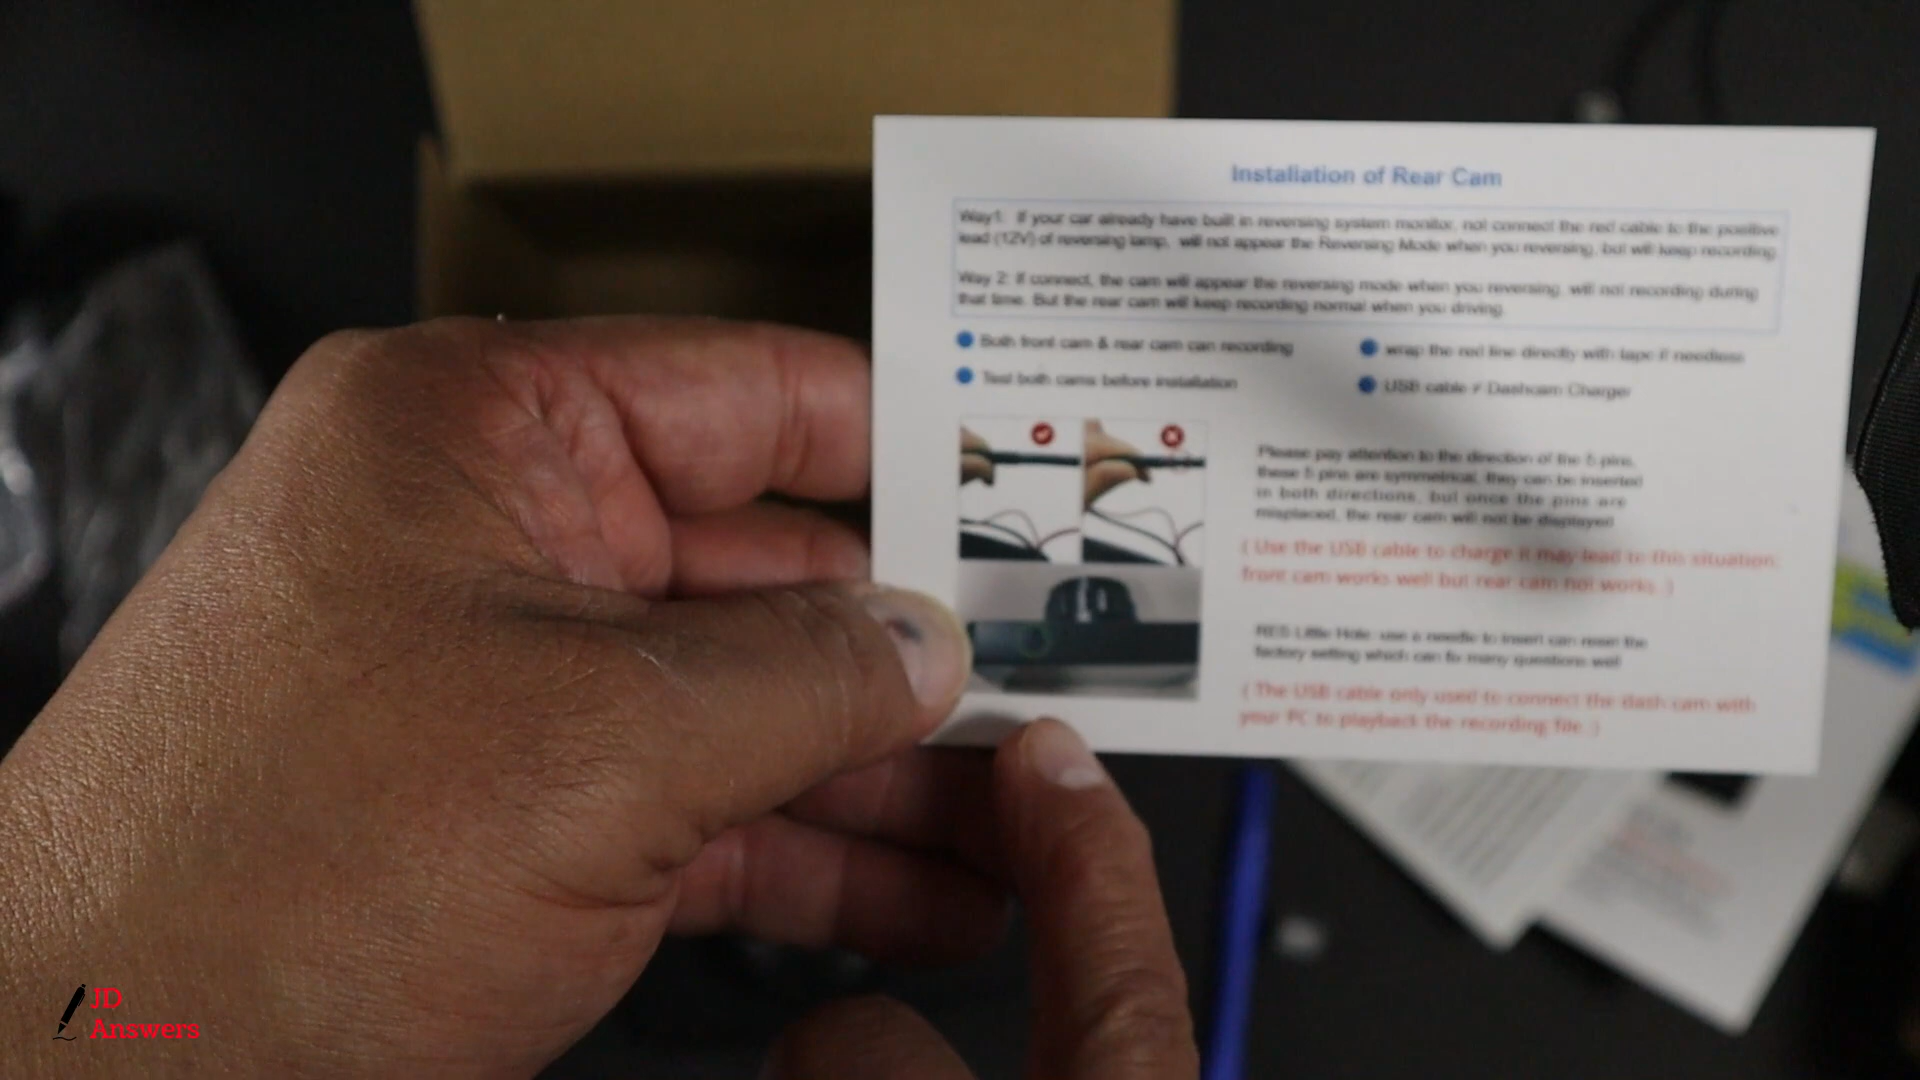 Installation of Rear Cam
Way1: If your car already have built in reversing system monitor, not connect the red cable to the positive
lead (12V) of reversing lamp, will not appear the Reversing Mode when you reversing, but will keep recording
Way 2: If connect, the cam will appear the reversing mode when you reversing, will not recording during
that time. But the rear cam will keep recording normal when you driving.
Both front cam & rear cam can recording
wrap the red line directly with tape if needless
Test both cams before installation
USB cable ≠ Dashcam Charger
Please pay attention to the direction of the 5 pins,
these 5 pins are symmetrical, they can be inserted
in both directions, but once the pins are
misplaced, the rear cam will not be displayed
( Use the USB cable to charge it may lead to this situation:
front cam works well but rear cam not works .)
RES Little Hole: use a needle to insert can reset the
factory setting which can fix many questions well
( The USB cable only used to connect the dash cam with
your PC to playback the recording file .)
JD
Answers